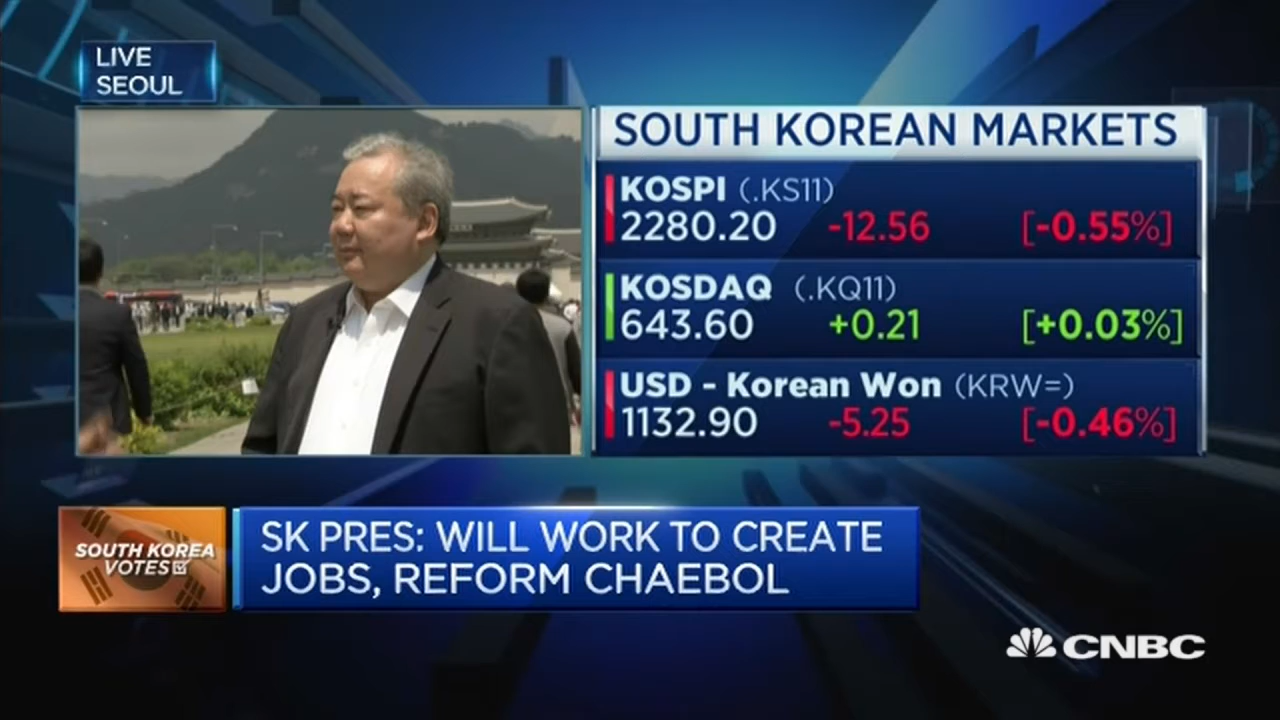 LIVE
SEOUL
SOUTH KOREAN MARKETS
KOSPI (.KS11)
2280.20 -12.56 [-0.55%]
KOSDAQ (.KQ11)
643.60 +0.21 [+0.03%]
USD - Korean Won (KRW=)
1132.90 -5.25 [-0.46%]
SOUTH KOREA
VOTES
SK PRES: WILL WORK TO CREATE
JOBS, REFORM CHAEBOL
CNBC